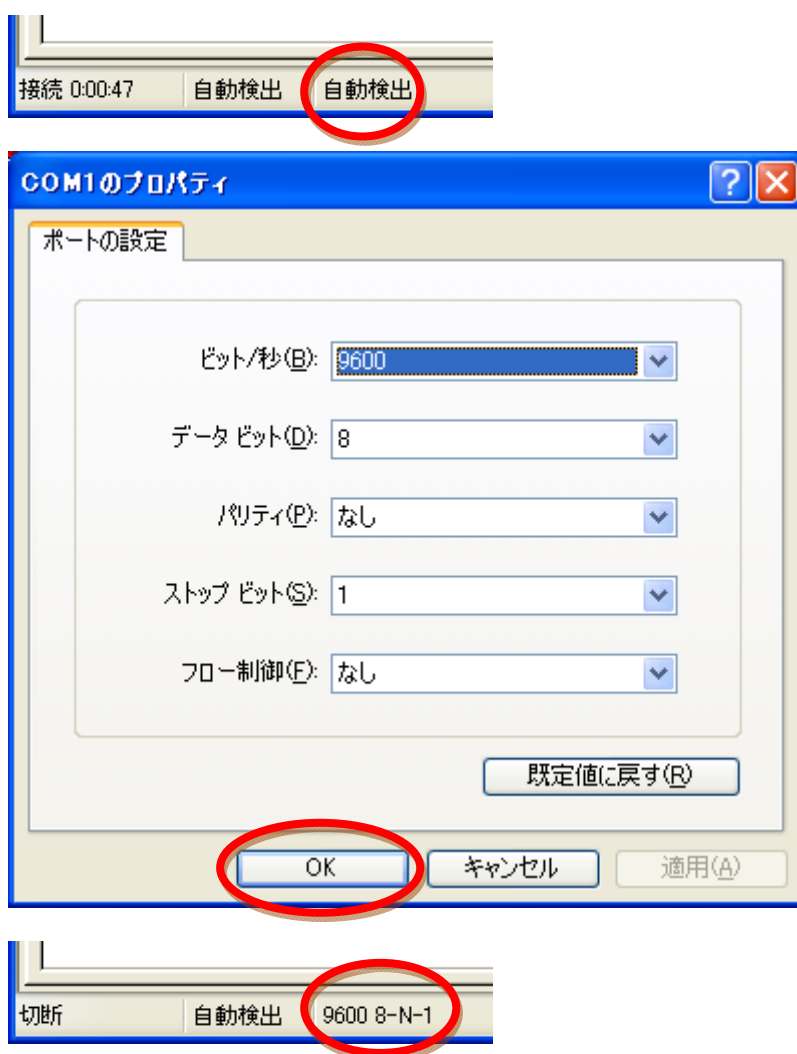 接続 0:00:47 自動検出 自動検出
COM1のプロパティ
ポートの設定
ビット/秒(B): 9600
データ ビット(D): 8
パリティ(P): なし
ストップ ビット(S): 1
フロー制御(F): なし
既定値に戻す(R)
OK キャンセル 適用(A)
切断 自動検出 9600 8-N-1